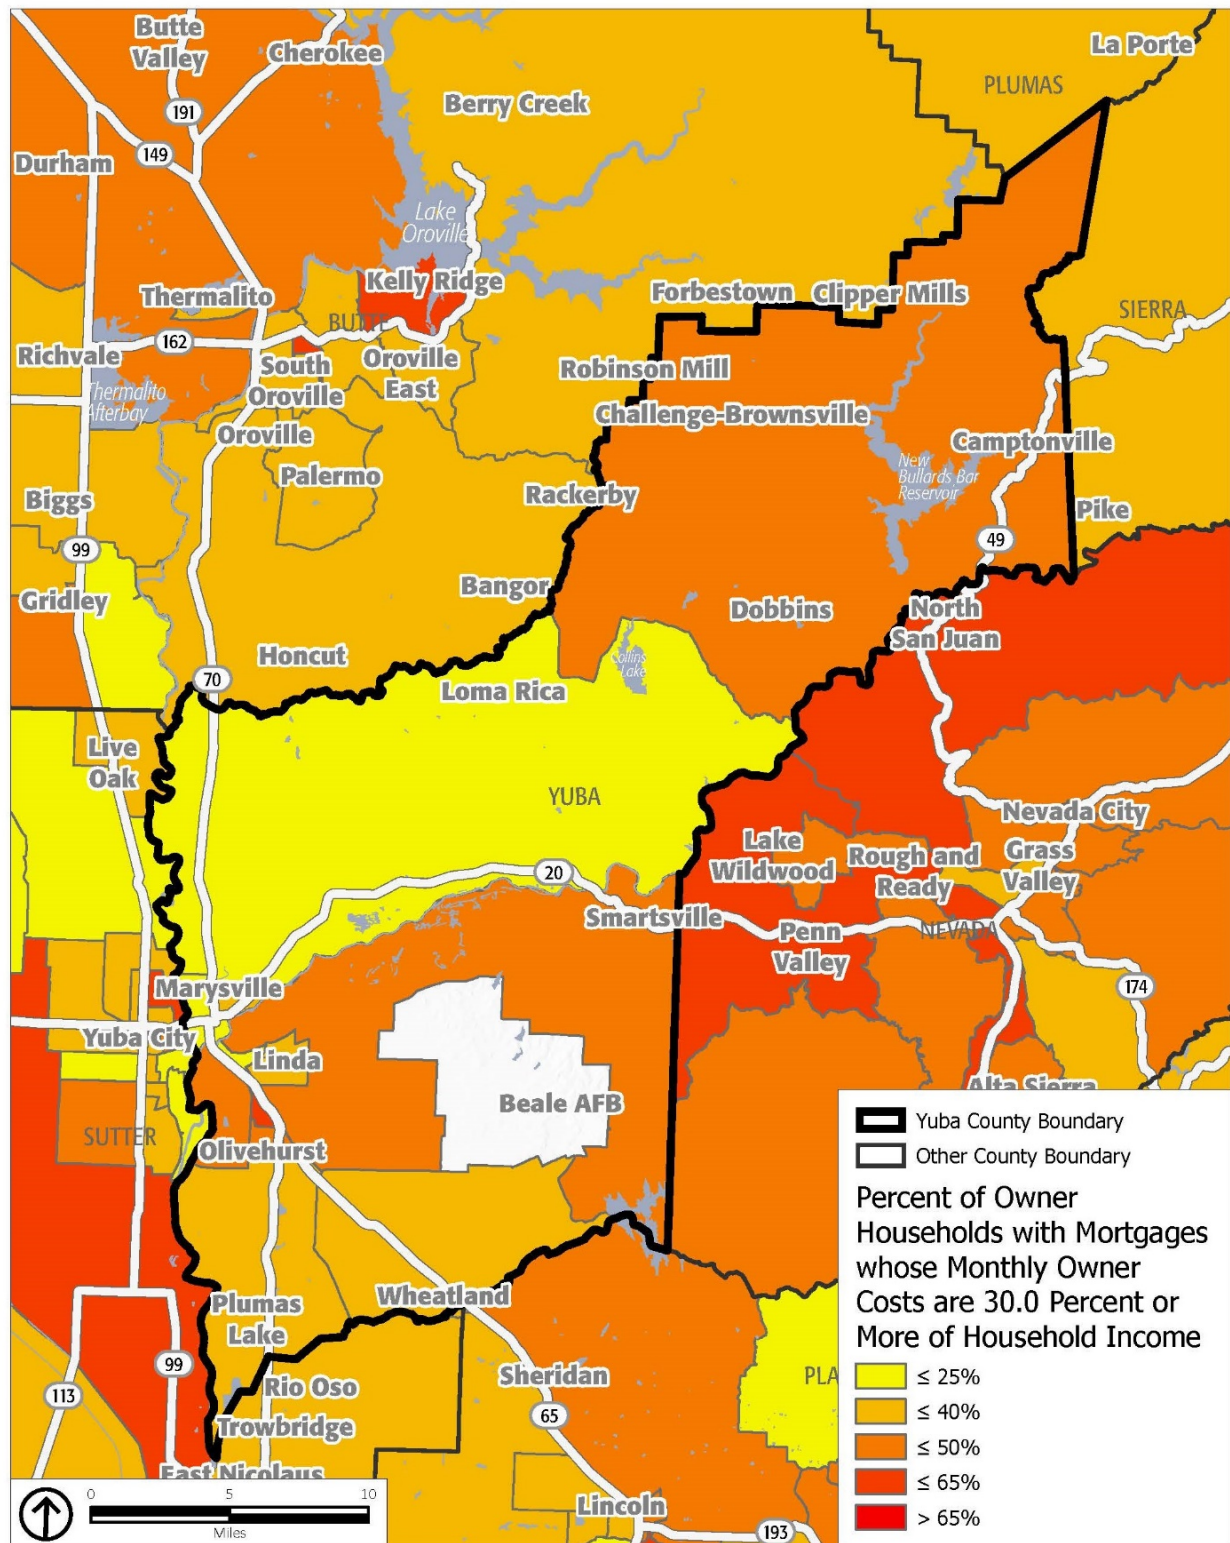 Butte
Valley
Cherokee
La Porte
PLUMAS
Berry Creek
191
149
Durham
Lake
Oroville
Kelly Ridge
Thermalito
Forbestown
Clipper Mills
SIERRA
BUTTE
162
Richvale
South
Oroville
Oroville
East
Robinson Mill
Thermalito
Afterbay
Challenge-Brownsville
Oroville
Camptonville
Palermo
New
Bullards Bar
Reservoir
Biggs
Rackerby
Pike
99
49
Gridley
Bangor
Dobbins
North
San Juan
Honcut
Collins
Lake
70
Loma Rica
Live
Oak
YUBA
Nevada City
Lake
Wildwood
Rough and
Ready
Grass
Valley
20
Smartsville
Penn
Valley
NEVADA
Marysville
174
Yuba City
Linda
Alta Sierra
Beale AFB
SUTTER
Olivehurst
Wheatland
Plumas
Lake
99
113
Rio Oso
Sheridan
PLA
65
Trowbridge
East Nicolaus
Lincoln
193
Yuba County Boundary
Other County Boundary
Percent of Owner
Households with Mortgages
whose Monthly Owner
Costs are 30.0 Percent or
More of Household Income
≤ 25%
≤ 40%
≤ 50%
≤ 65%
> 65%
0 5 10
Miles